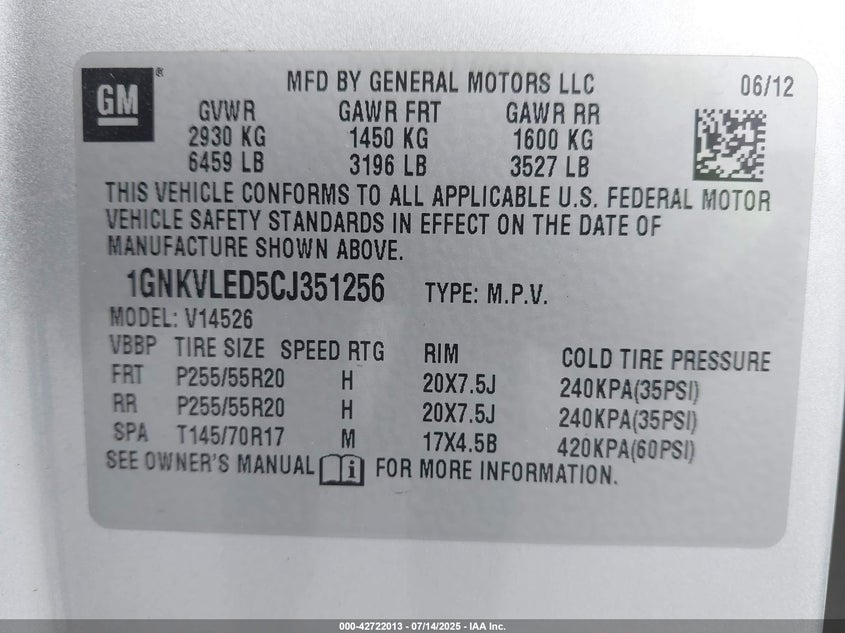 GM®
MFD BY GENERAL MOTORS LLC 06/12
GVWR GAWR FRT GAWR RR
2930 KG 1450 KG 1600 KG
6459 LB 3196 LB 3527 LB
THIS VEHICLE CONFORMS TO ALL APPLICABLE U.S. FEDERAL MOTOR
VEHICLE SAFETY STANDARDS IN EFFECT ON THE DATE OF
MANUFACTURE SHOWN ABOVE.
1GNKVLED5CJ351256 TYPE: M.P.V.
MODEL: V14526
VBBP TIRE SIZE SPEED RTG RIM COLD TIRE PRESSURE
FRT P255/55R20 H 20X7.5J 240KPA(35PSI)
RR P255/55R20 H 20X7.5J 240KPA(35PSI)
SPA T145/70R17 M 17X4.5B 420KPA(60PSI)
SEE OWNER'S MANUAL i FOR MORE INFORMATION.
000-42722013 - 07/14/2025 - IAA Inc.